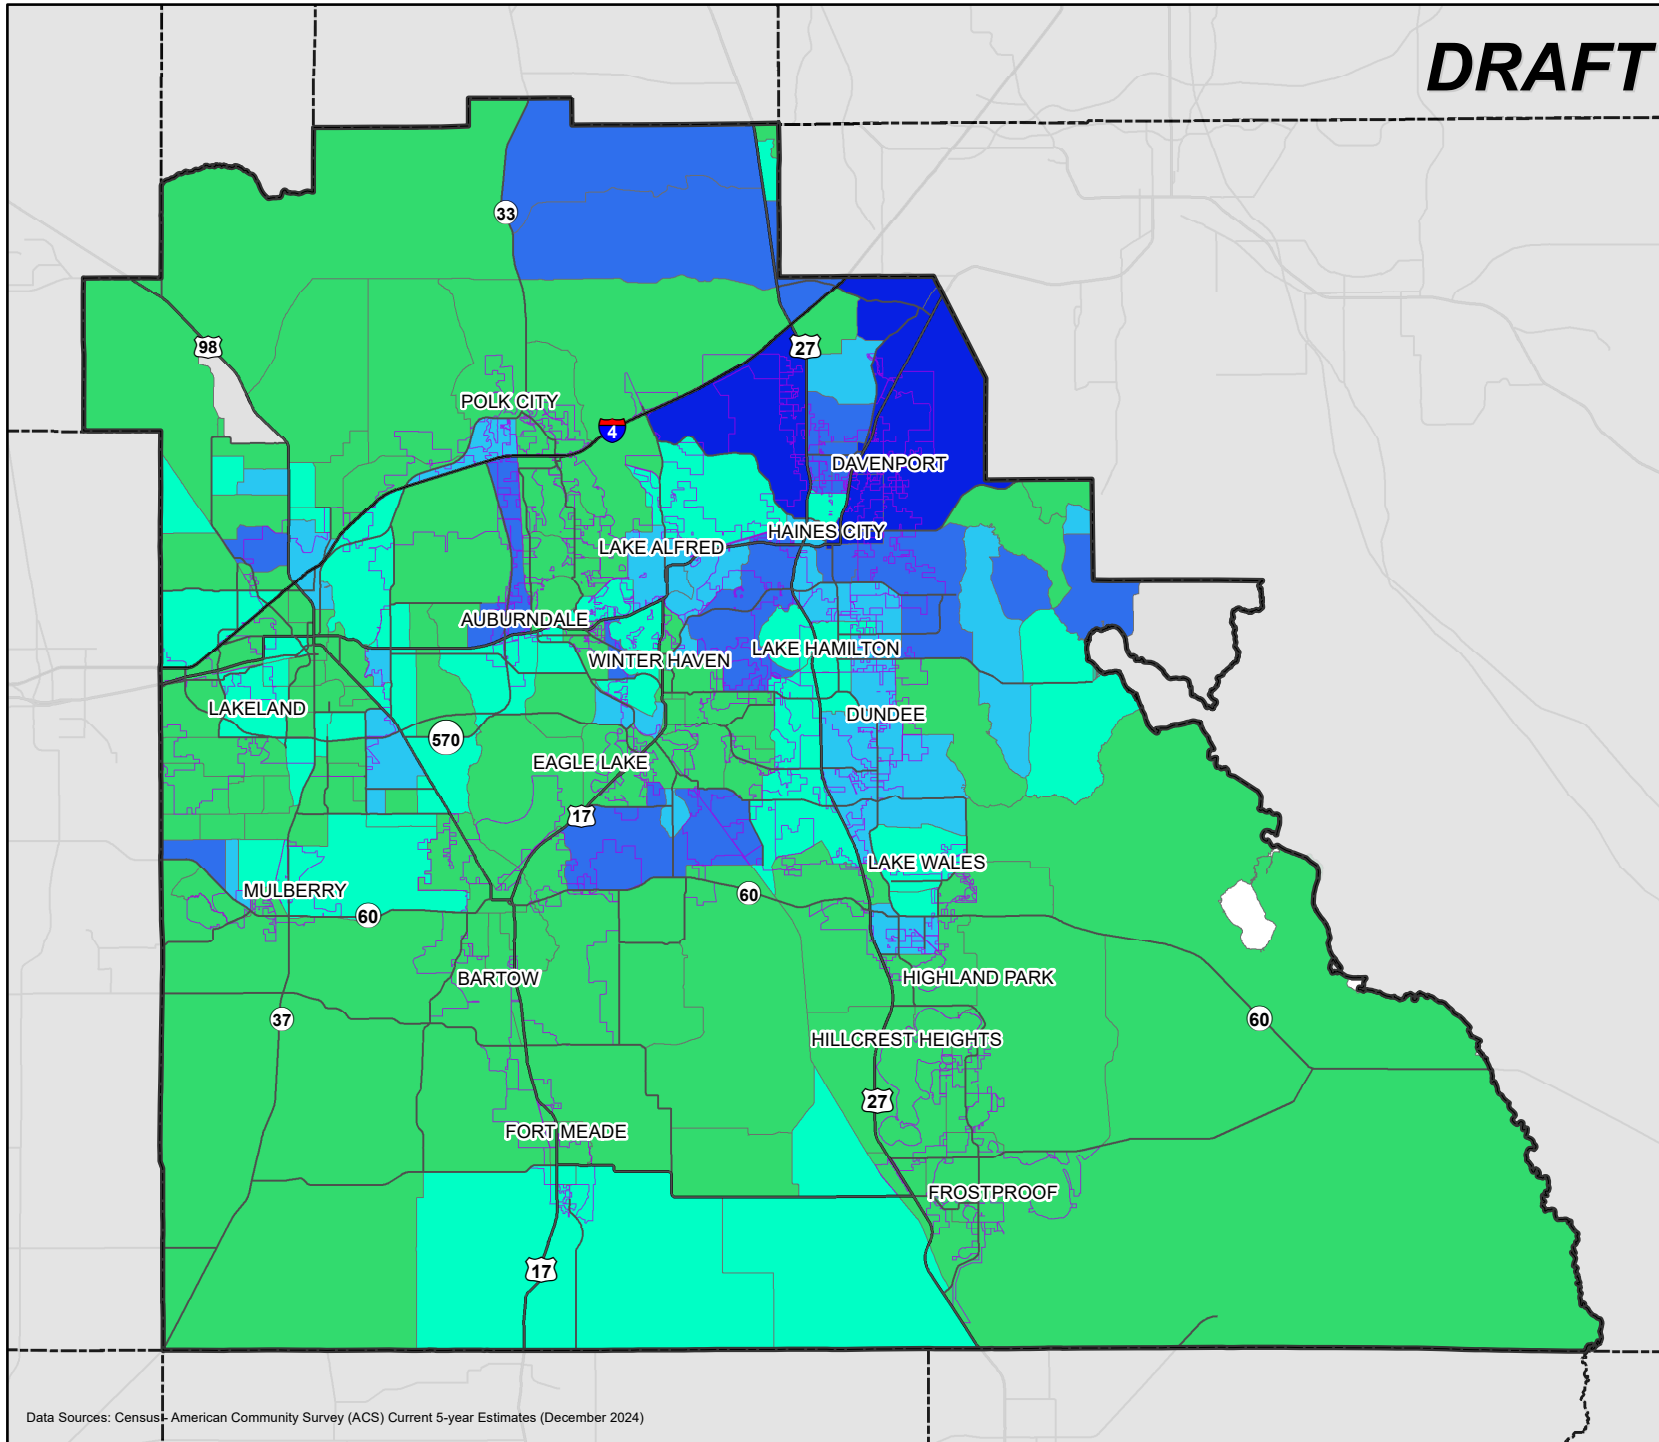 DRAFT
33
98
27
POLK CITY
4
DAVENPORT
HAINES CITY
LAKE ALFRED
AUBURNDALE
LAKE HAMILTON
WINTER HAVEN
LAKELAND
DUNDEE
570
EAGLE LAKE
17
LAKE WALES
MULBERRY
60
60
BARTOW
HIGHLAND PARK
37
60
HILLCREST HEIGHTS
27
FORT MEADE
FROSTPROOF
17
Data Sources: Census - American Community Survey (ACS) Current 5-year Estimates (December 2024)